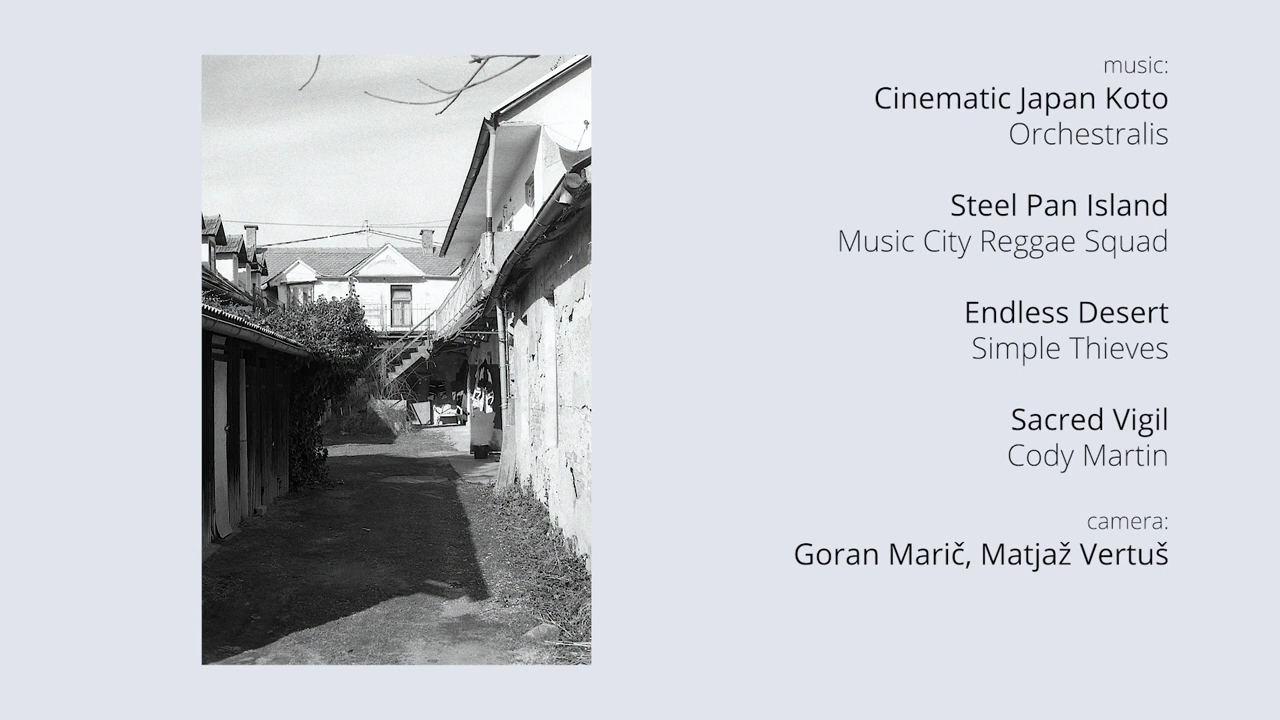 music:
Cinematic Japan Koto
Orchestralis
Steel Pan Island
Music City Reggae Squad
Endless Desert
Simple Thieves
Sacred Vigil
Cody Martin
camera:
Goran Marič, Matjaž Vertuš